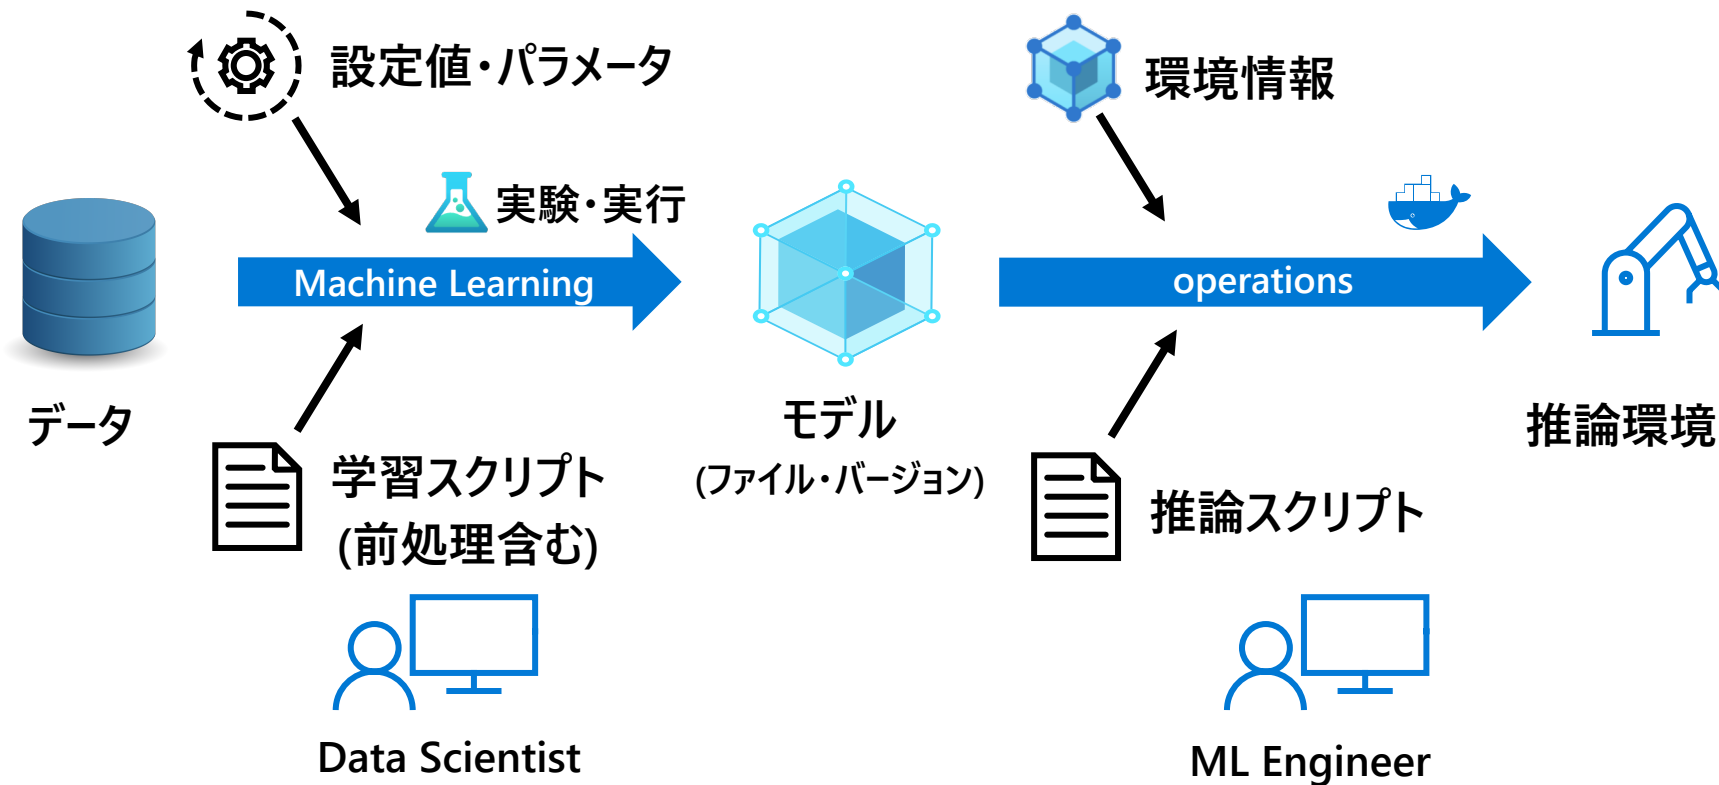 設定値・パラメータ
環境情報
実験・実行
Machine Learning
operations
データ
モデル
(ファイル・バージョン)
推論環境
学習スクリプト
(前処理含む)
推論スクリプト
Data Scientist
ML Engineer